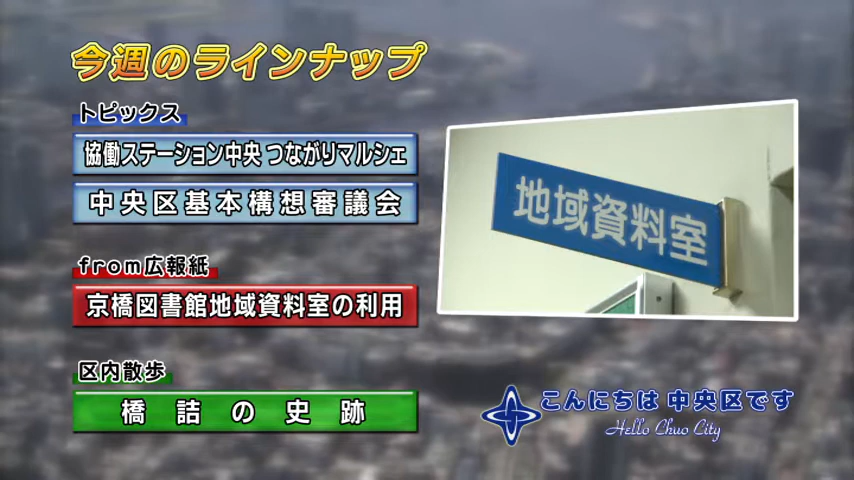 今週のラインナップ
トピックス
協働ステーション中央 つながりマルシェ
中央区基本構想審議会
from広報紙
京橋図書館地域資料室の利用
区内散歩
橋詰の史跡
地域資料室
こんにちは 中央区です
Hello Chuo City